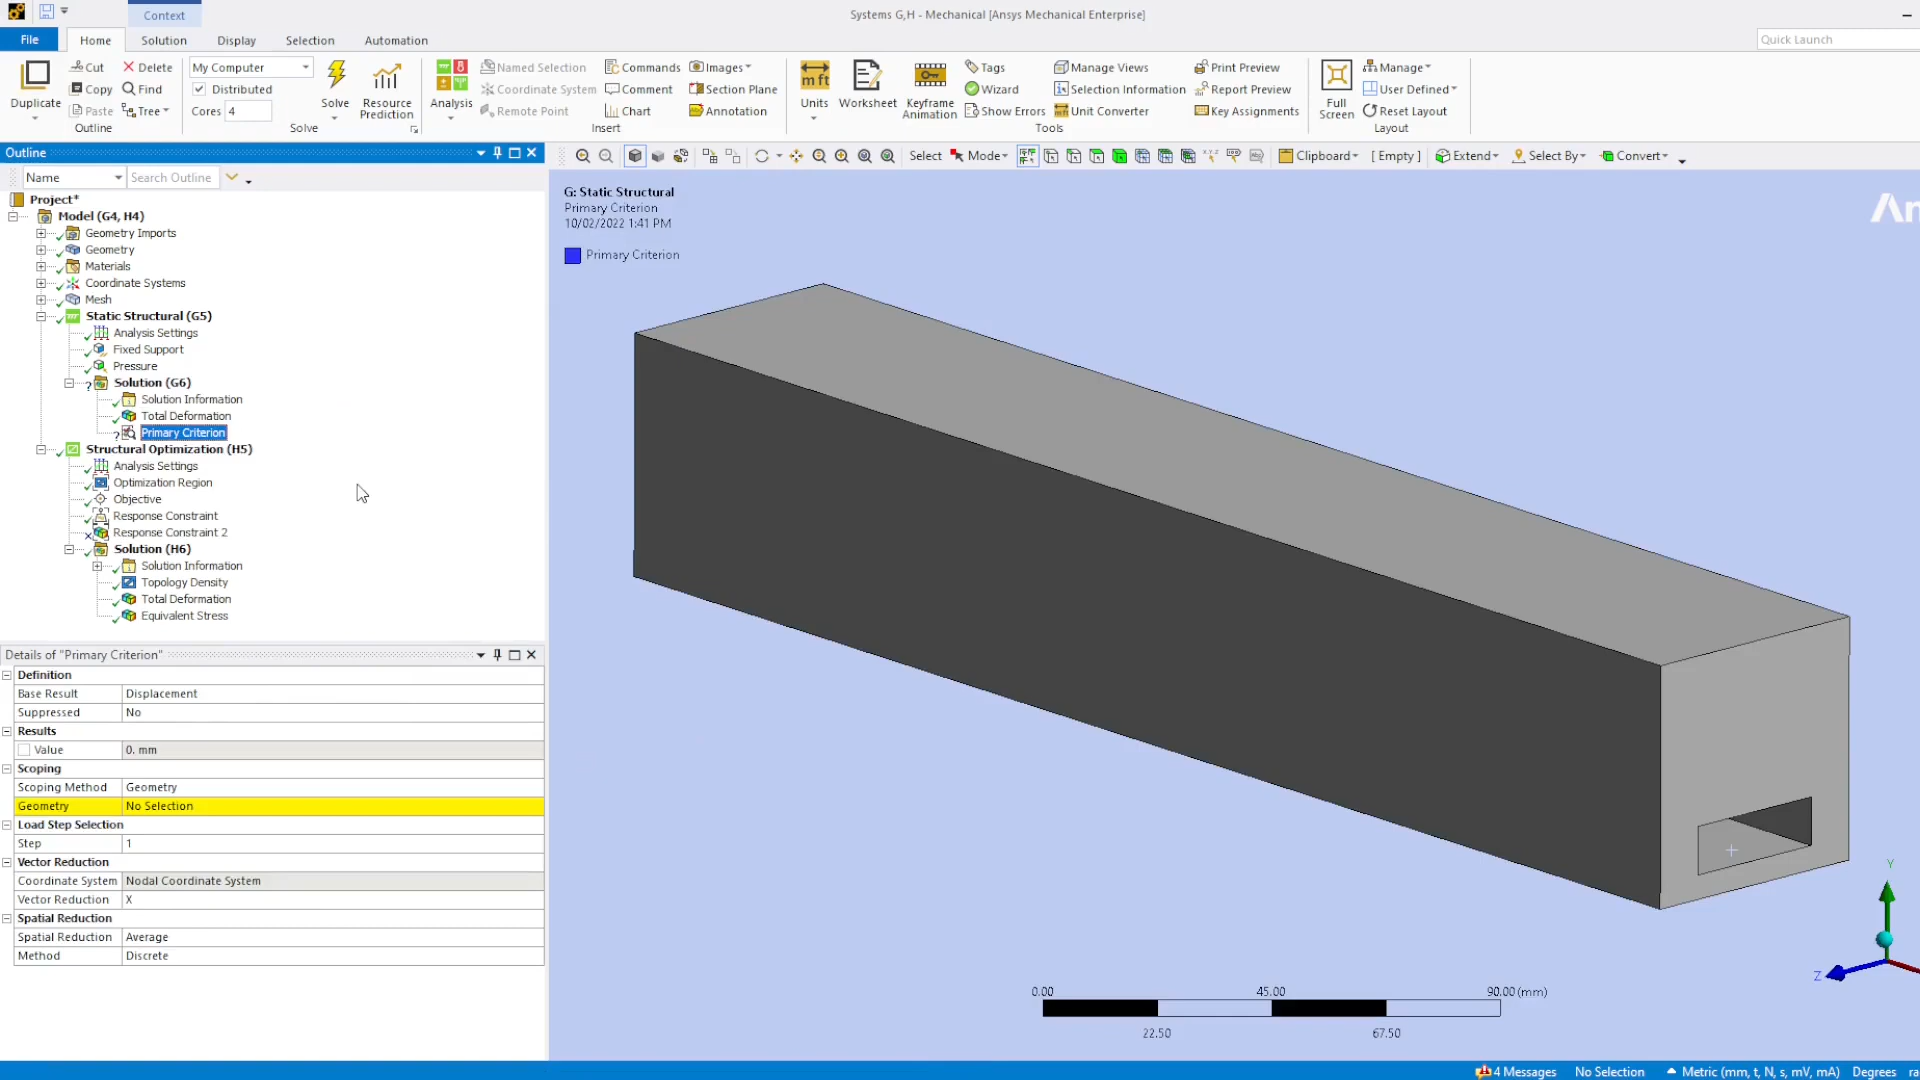 Context
Systems G,H - Mechanical [Ansys Mechanical Enterprise]
File Home Solution Display Selection Automation
Quick Launch
Duplicate
Cut
Copy
Paste
Delete
Find
Tree
Outline
My Computer
Distributed
Cores 4
Solve
Resource Prediction
Solve
Analysis
Named Selection
Coordinate System
Remote Point
Commands
Comment
Chart
Images
Section Plane
Annotation
Insert
Units
Worksheet
Keyframe Animation
Tags
Wizard
Show Errors
Manage Views
Selection Information
Unit Converter
Print Preview
Report Preview
Key Assignments
Tools
Full Screen
Manage
User Defined
Reset Layout
Layout
Outline
Name Search Outline
Select Mode Clipboard [ Empty ] Extend Select By Convert
Project*
Model (G4, H4)
Geometry Imports
Geometry
Materials
Coordinate Systems
Mesh
Static Structural (G5)
Analysis Settings
Fixed Support
Pressure
Solution (G6)
Solution Information
Total Deformation
Primary Criterion
Structural Optimization (H5)
Analysis Settings
Optimization Region
Objective
Response Constraint
Response Constraint 2
Solution (H6)
Solution Information
Topology Density
Total Deformation
Equivalent Stress
Details of "Primary Criterion"
Definition
Base Result Displacement
Suppressed No
Results
Value 0. mm
Scoping
Scoping Method Geometry
Geometry No Selection
Load Step Selection
Step 1
Vector Reduction
Coordinate System Nodal Coordinate System
Vector Reduction X
Spatial Reduction
Spatial Reduction Average
Method Discrete
G: Static Structural
Primary Criterion
10/02/2022 1:41 PM
Primary Criterion
An
Y
Z
0.00 45.00 90.00 (mm)
22.50 67.50
4 Messages No Selection Metric (mm, t, N, s, mV, mA) Degrees ra